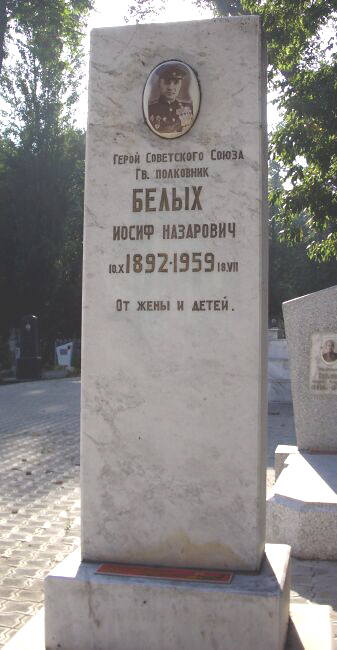 Герой Советского Союза
Гв. полковник
БЕЛЫХ
ИОСИФ НАЗАРОВИЧ
10.X 1892·1959 18.VII
От жены и детей.